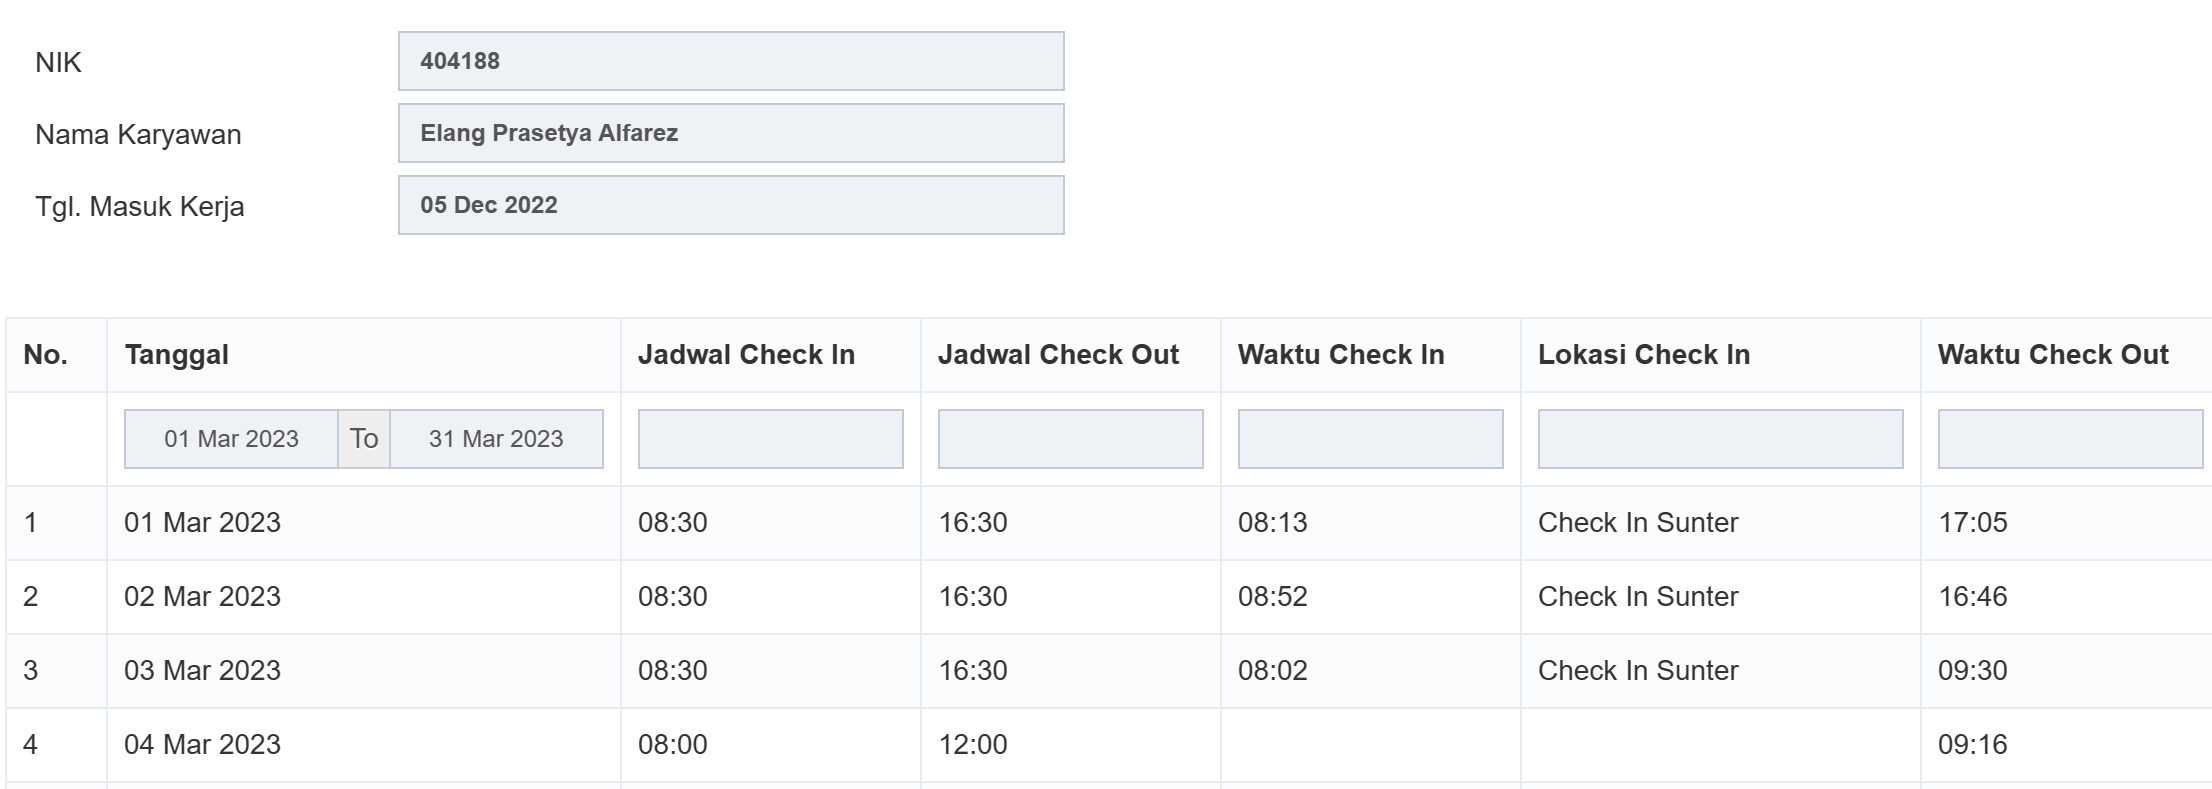 NIK 404188
Nama Karyawan Elang Prasetya Alfarez
Tgl. Masuk Kerja 05 Dec 2022
No. Tanggal Jadwal Check In Jadwal Check Out Waktu Check In Lokasi Check In Waktu Check Out
01 Mar 2023 To 31 Mar 2023
1 01 Mar 2023 08:30 16:30 08:13 Check In Sunter 17:05
2 02 Mar 2023 08:30 16:30 08:52 Check In Sunter 16:46
3 03 Mar 2023 08:30 16:30 08:02 Check In Sunter 09:30
4 04 Mar 2023 08:00 12:00 09:16